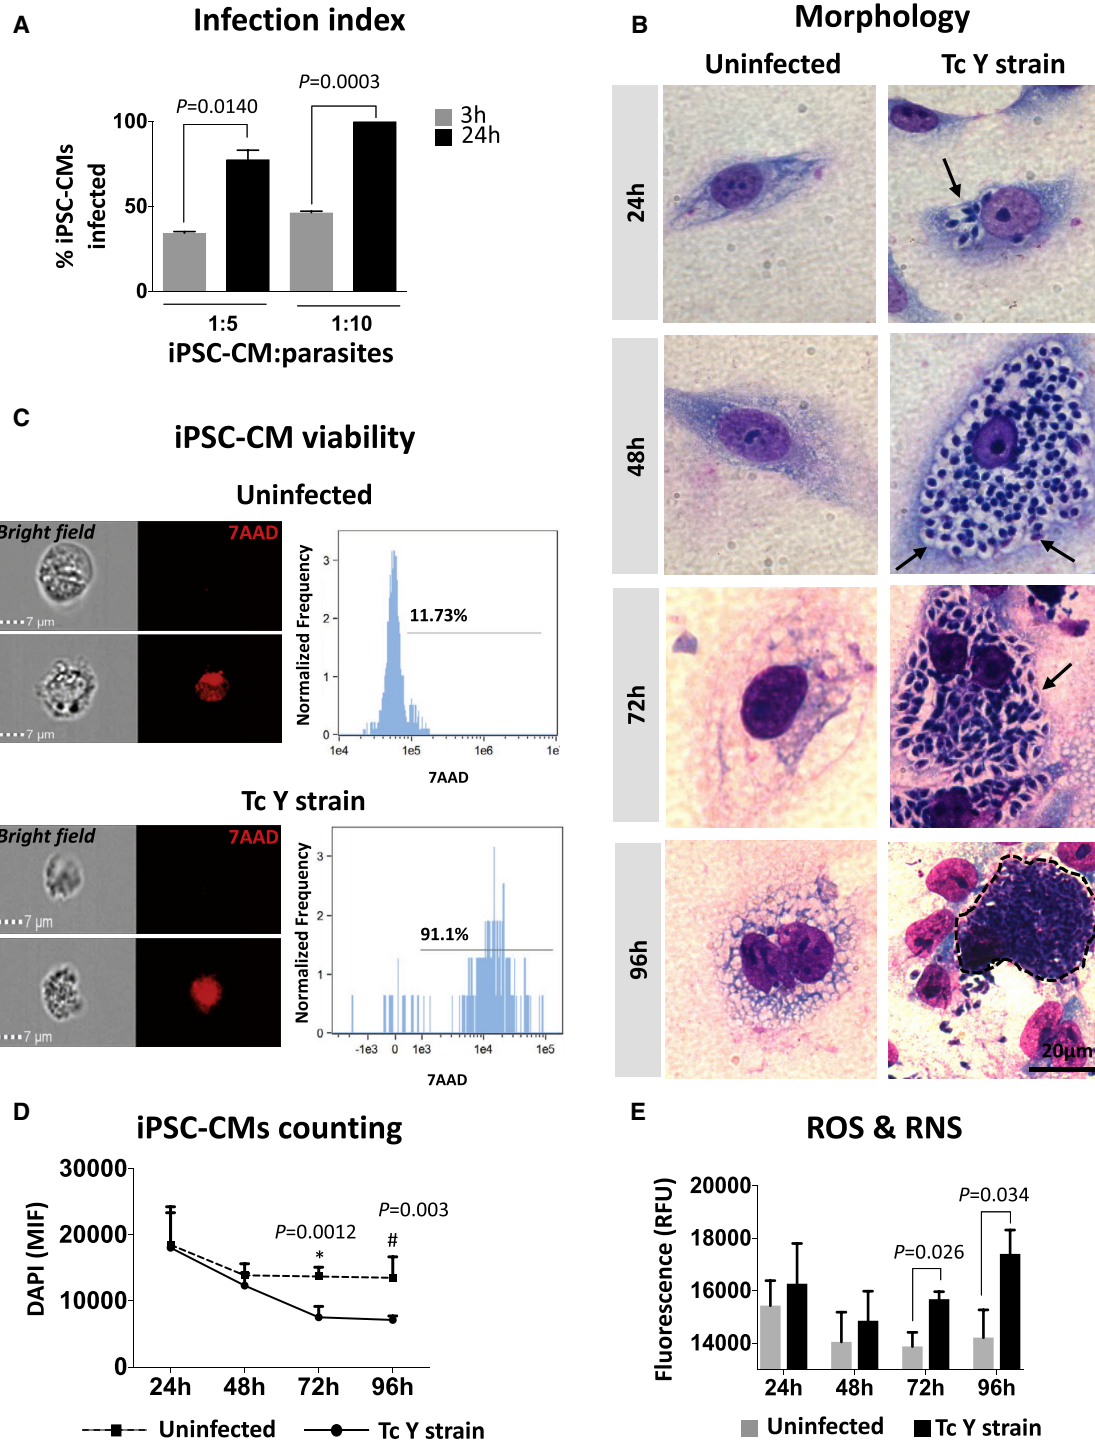 A
Infection index
P=0.0140
P=0.0003
3h
24h
100
50
0
% iPSC-CMs
infected
1:5
1:10
iPSC-CM:parasites
B
Morphology
Uninfected
Tc Y strain
24h
48h
72h
96h
20µm
C
iPSC-CM viability
Uninfected
Bright field
7AAD
7 µm
7 µm
Normalized Frequency
3
2
1
0
11.73%
1e4
1e5
1e6
1e
7AAD
Tc Y strain
Bright field
7AAD
7 µm
7 µm
Normalized Frequency
3
2
1
0
91.1%
-1e3
0
1e3
1e4
1e5
7AAD
D
iPSC-CMs counting
DAPI (MIF)
30000
20000
10000
0
P=0.0012
*
P=0.003
#
24h
48h
72h
96h
Uninfected
Tc Y strain
E
ROS & RNS
Fluorescence (RFU)
20000
18000
16000
14000
P=0.026
P=0.034
24h
48h
72h
96h
Uninfected
Tc Y strain